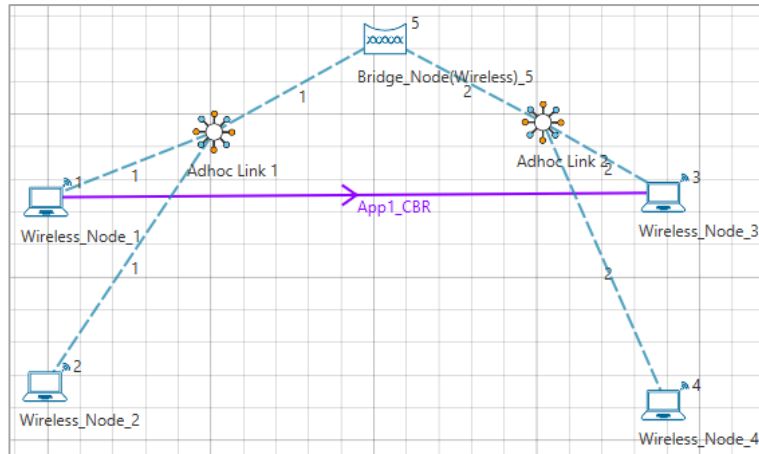 5
Bridge_Node(Wireless)_5
1
2
Adhoc Link 1
Adhoc Link 2
1
1
2
3
App1_CBR
Wireless_Node_1
Wireless_Node_3
1
2
2
4
Wireless_Node_2
Wireless_Node_4